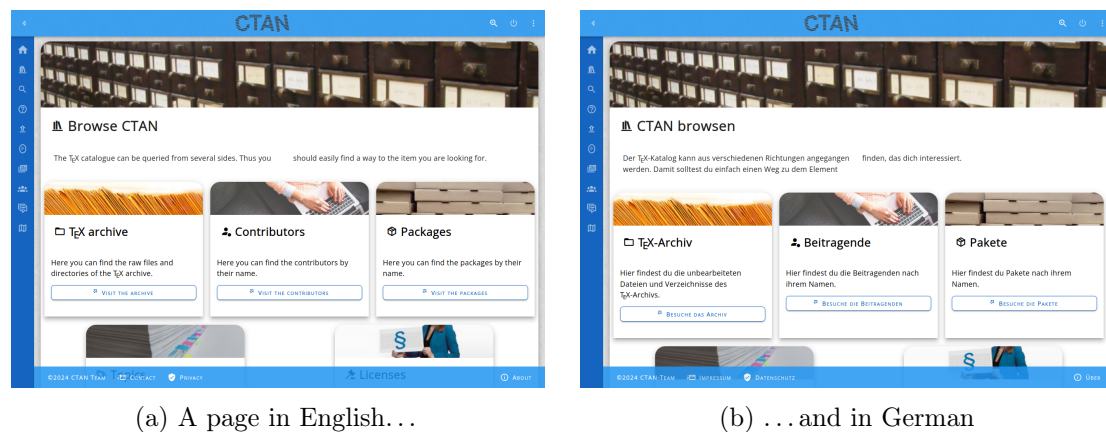 CTAN
Browse CTAN
The TEX catalogue can be queried from several sides. Thus you should easily find a way to the item you are looking for.
TEX archive
Here you can find the raw files and
directories of the TEX archive.
VISIT THE ARCHIVE
Contributors
Here you can find the contributors by
their name.
VISIT THE CONTRIBUTORS
Packages
Here you can find the packages by their
name.
VISIT THE PACKAGES
Topics
§
Licenses
©2024 CTAN TEAM CONTACT PRIVACY ABOUT
(a) A page in English...
CTAN
CTAN browsen
Der TEX-Katalog kann aus verschiedenen Richtungen angegangen
werden. Damit solltest du einfach einen Weg zu dem Element
finden, das dich interessiert.
TEX-Archiv
Hier findest du die unbearbeiteten
Dateien und Verzeichnisse des
TEX-Archivs.
BESUCHE DAS ARCHIV
Beitragende
Hier findest du die Beitragenden nach
ihrem Namen.
BESUCHE DIE BEITRAGENDEN
Pakete
Hier findest du Pakete nach ihrem
Namen.
BESUCHE DIE PAKETE
§
©2024 CTAN-TEAM IMPRESSUM DATENSCHUTZ ÜBER
(b) ...and in German